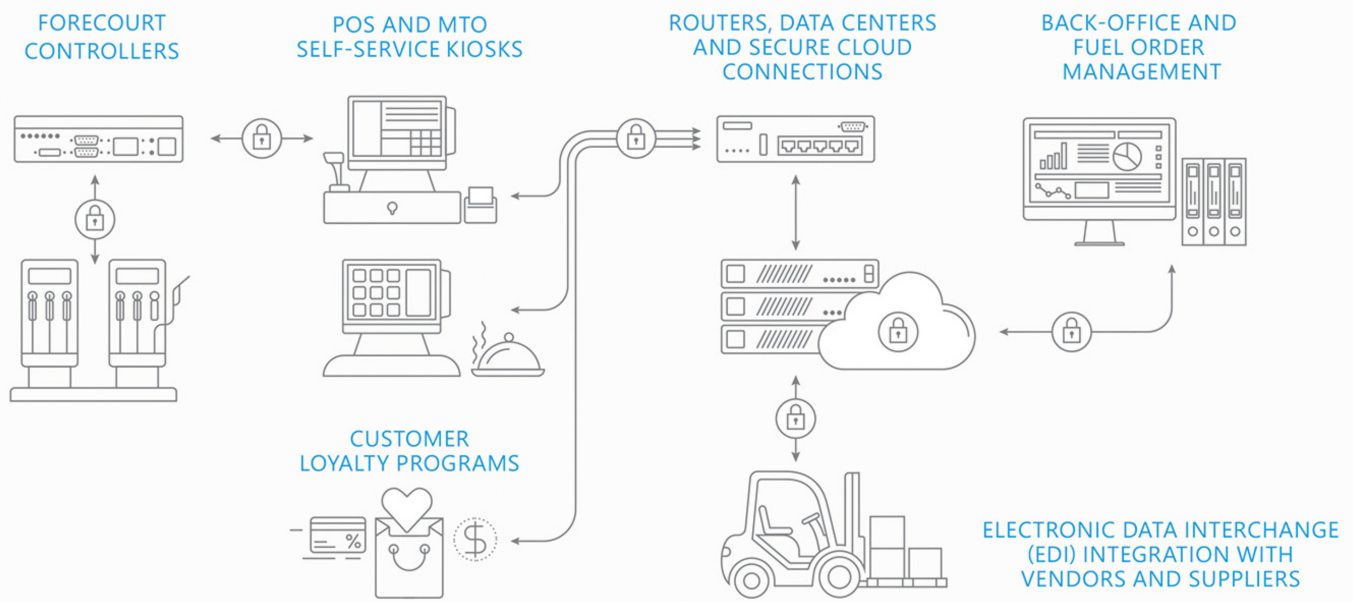 FORECOURT
CONTROLLERS
POS AND MTO
SELF-SERVICE KIOSKS
ROUTERS, DATA CENTERS
AND SECURE CLOUD
CONNECTIONS
BACK-OFFICE AND
FUEL ORDER
MANAGEMENT
CUSTOMER
LOYALTY PROGRAMS
%
$
ELECTRONIC DATA INTERCHANGE
(EDI) INTEGRATION WITH
VENDORS AND SUPPLIERS